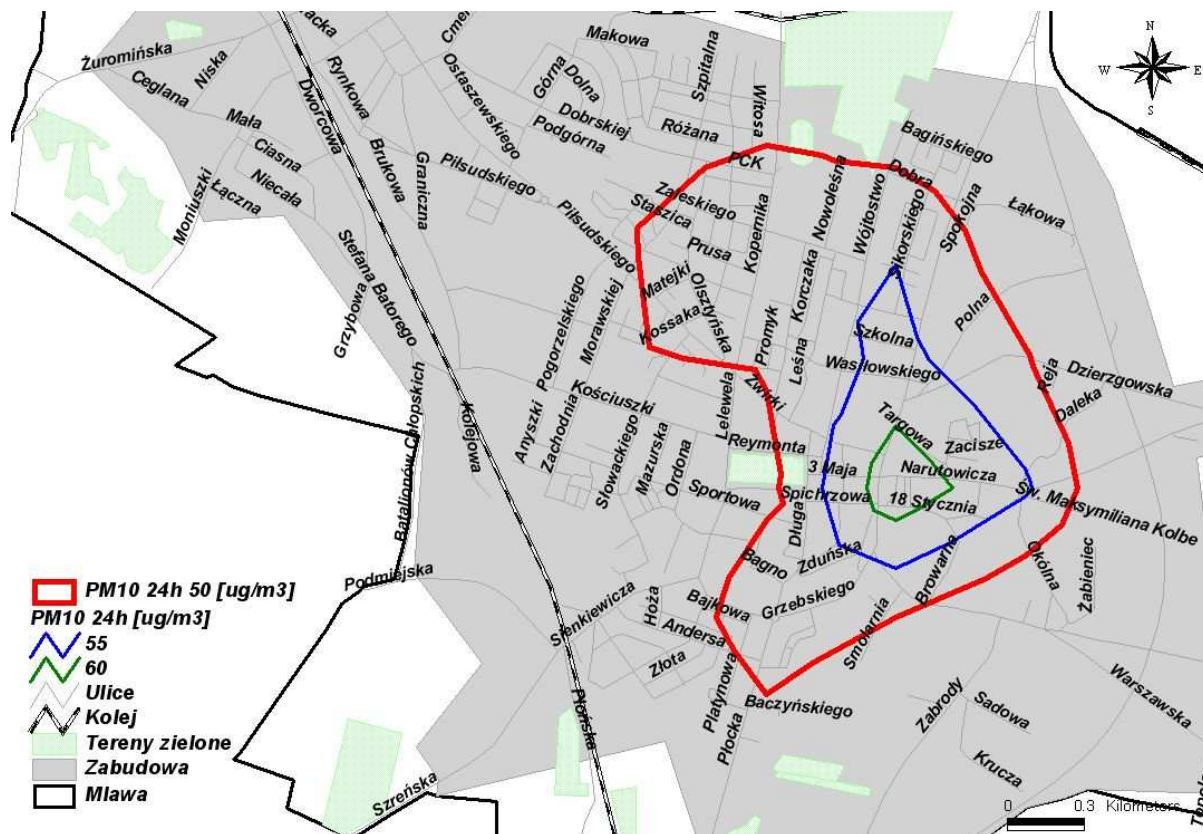 N
W
E
S
Żuromińska
Niska
Ceglana
Mała
Ciasna
Niecała
Łączna
Moniuszki
Dworcowa
Rynkowa
Brukowa
Graniczna
Ostaszewskiego
Piłsudskiego
Piłsudskiego
Górna
Dolna
Makowa
Dobrskiej
Podgórna
Różana
Szpitalna
Witosa
PCK
Zaleskiego
Staszica
Prusa
Kopernika
Nowoleśna
Wójtostwo
Dobra
Bagińskiego
Sikorskiego
Spokojna
Łąkowa
Matejki
Kossaka
Olsztyńska
Korczaka
Promyk
Leśna
Polna
Szkolna
Wasiłowskiego
Reja
Dzierzgowska
Daleka
Stefana Batorego
Grzybowa
Pogorzelskiego
Morawskiej
Anyszki
Zachodnia
Kościuszki
Lelewela
Żwirki
Reymonta
Targowa
Zacisze
3 Maja
Narutowicza
Spichrzowa
18 Stycznia
Św. Maksymiliana Kolbe
Batalionów Chłopskich
Kolejowa
Słowackiego
Mazurska
Ordona
Sportowa
Długa
Zduńska
Bagno
Browarna
Okólna
Żabieniec
Podmiejska
Sienkiewicza
Hoża
Bajkowa
Grzebskiego
Smolarnia
Andersa
Złota
Platynowa
Płocka
Baczyńskiego
Zabrody
Sadowa
Krucza
Warszawska
Płońska
Szreńska
PM10 24h 50 [ug/m3]
PM10 24h [ug/m3]
55
60
Ulice
Kolej
Tereny zielone
Zabudowa
Mlawa
0 0.3 Kilometers